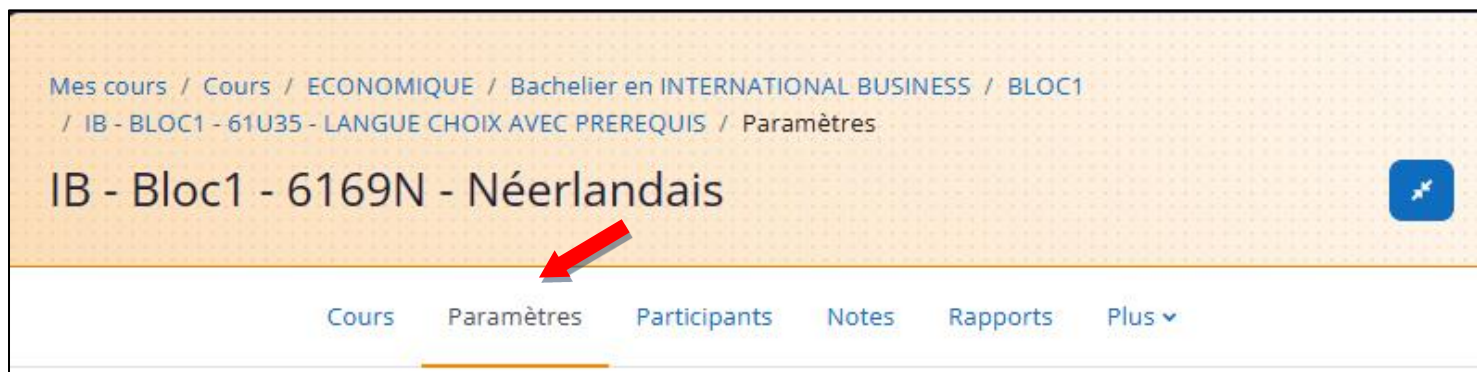 Mes cours / Cours / ECONOMIQUE / Bachelier en INTERNATIONAL BUSINESS / BLOC1
/ IB - BLOC1 - 61U35 - LANGUE CHOIX AVEC PREREQUIS / Paramètres
IB - Bloc1 - 6169N - Néerlandais
Cours Paramètres Participants Notes Rapports Plus